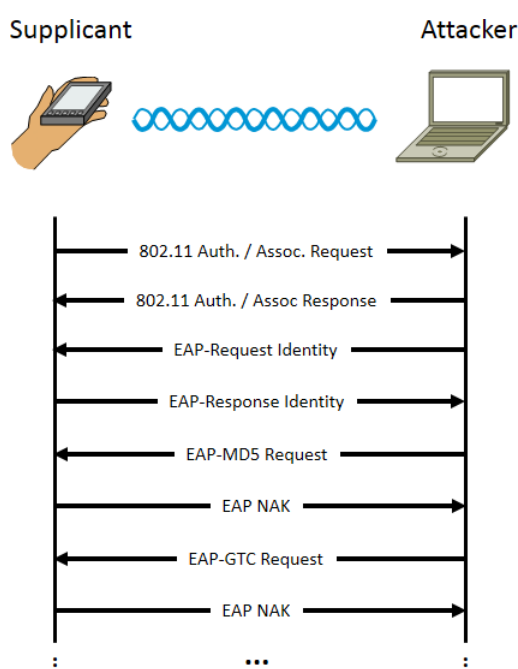 Supplicant
Attacker
802.11 Auth. / Assoc. Request
802.11 Auth. / Assoc Response
EAP-Request Identity
EAP-Response Identity
EAP-MD5 Request
EAP NAK
EAP-GTC Request
EAP NAK
: ... :